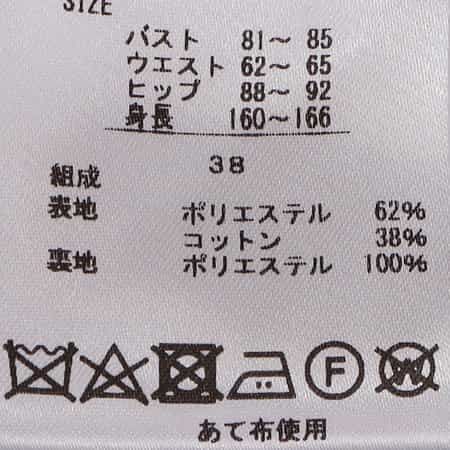 SIZE
バスト 81～ 85
ウエスト 62～ 65
ヒップ 88～ 92
身長 160～166
38
組成
表地 ポリエステル 62%
コットン 38%
裏地 ポリエステル 100%
F W
あて布使用